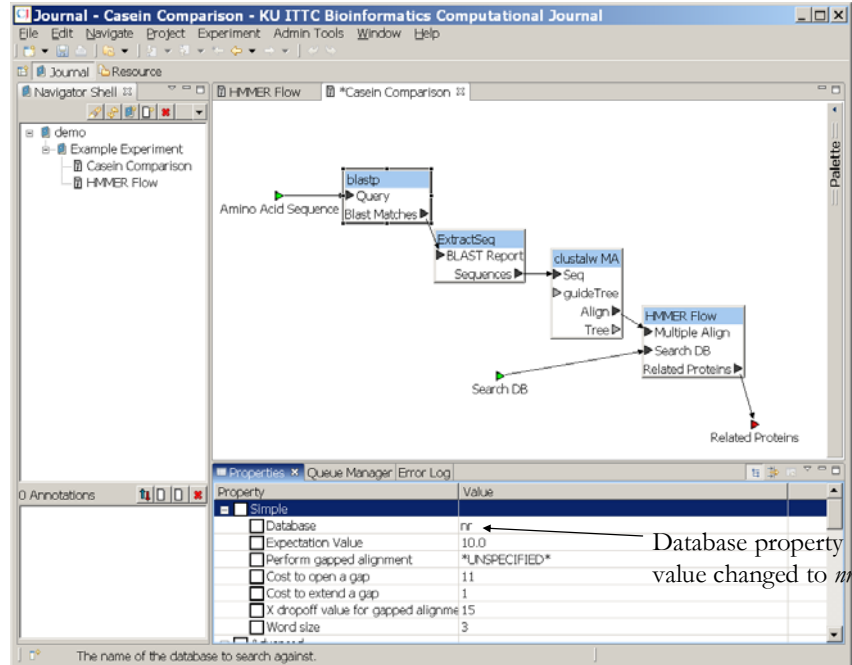 Journal - Casein Comparison - KU ITTC Bioinformatics Computational Journal
File Edit Navigate Project Experiment Admin Tools Window Help
Journal Resource
Navigator Shell
HMMER Flow *Casein Comparison
demo
Example Experiment
Casein Comparison
HMMER Flow
Palette
blastp
Query
Blast Matches
Amino Acid Sequence
ExtractSeq
BLAST Report
Sequences
clustalw MA
Seq
guideTree
Align
Tree
HMMER Flow
Multiple Align
Search DB
Related Proteins
Search DB
Related Proteins
0 Annotations
Properties Queue Manager Error Log
Property Value
Simple
Database nr
Expectation Value 10.0
Perform gapped alignment *UNSPECIFIED*
Cost to open a gap 11
Cost to extend a gap 1
X dropoff value for gapped alignme 15
Word size 3
Database property
value changed to
The name of the database to search against.